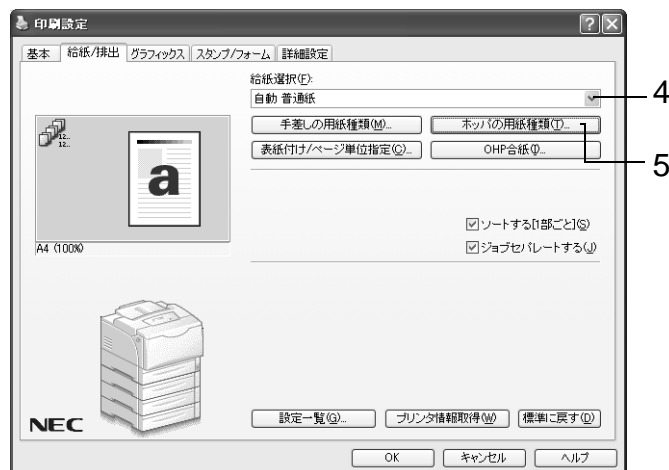 印刷設定
基本 給紙/排出 グラフィックス スタンプ/フォーム 詳細設定
給紙選択(F):
自動 普通紙
4
手差しの用紙種類(M)... ホッパの用紙種類(T)...
5
表紙付け/ページ単位指定(C)... OHP合紙(I)...
12..
12..
a
ソートする[1部ごと](S)
A4 (100%)
ジョブセパレートする(J)
NEC
設定一覧(G)... プリンタ情報取得(W) 標準に戻す(D)
OK キャンセル ヘルプ